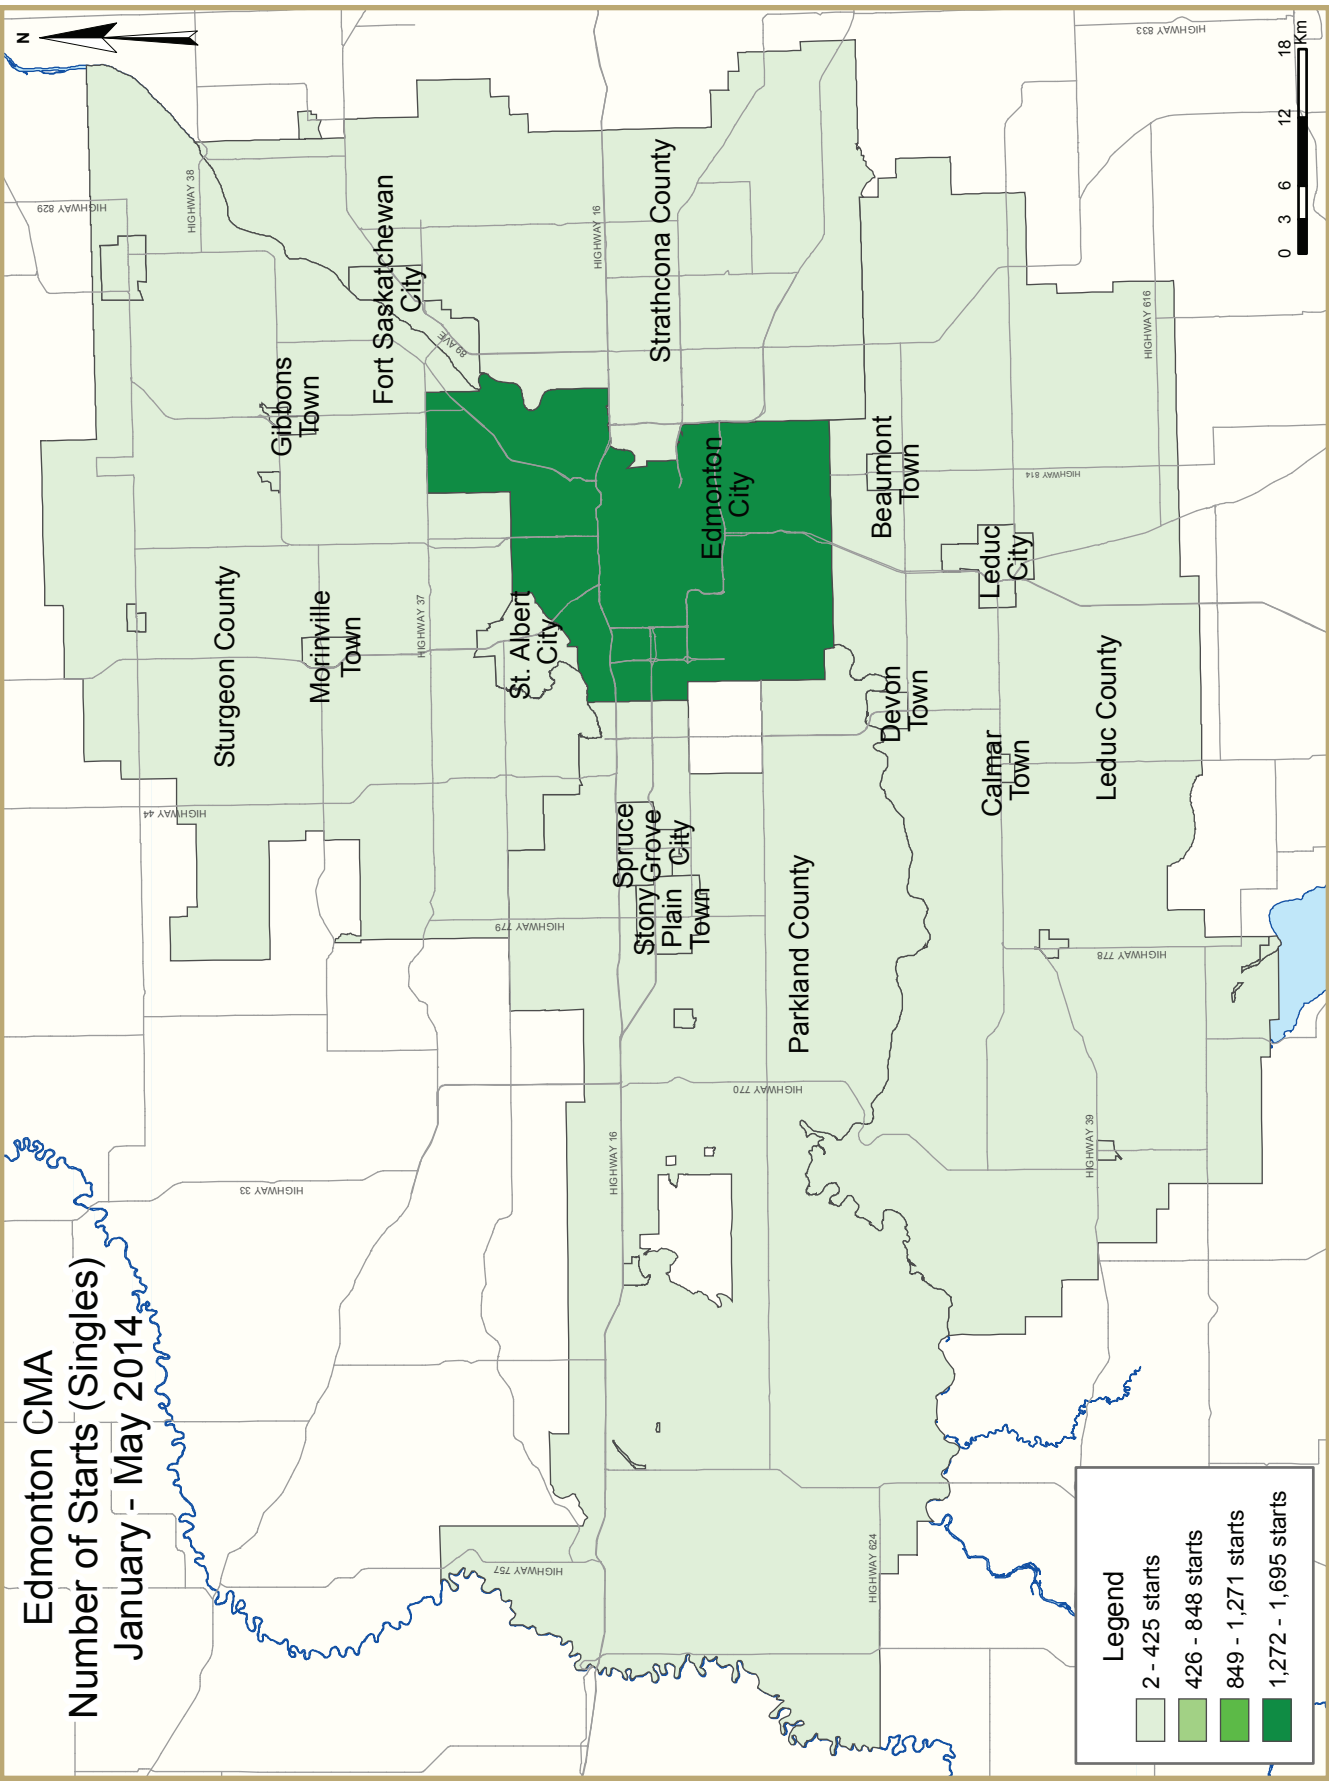 Edmonton CMA
Number of Starts (Singles)
January - May 2014
N
HIGHWAY 829
HIGHWAY 38
HIGHWAY 833
Fort Saskatchewan
City
HIGHWAY 16
Strathcona County
89 AVE
Gibbons
Town
HIGHWAY 616
Edmonton
City
Beaumont
Town
HIGHWAY 814
Sturgeon County
Morinville
Town
HIGHWAY 37
St. Albert
City
Leduc
City
Devon
Town
Calmar
Town
Leduc County
HIGHWAY 44
Spruce
Grove
City
Stony
Plain
Town
HIGHWAY 779
Parkland County
HIGHWAY 778
HIGHWAY 770
HIGHWAY 33
HIGHWAY 16
HIGHWAY 39
HIGHWAY 757
HIGHWAY 624
0 3 6 12 18
Km
Legend
2 - 425 starts
426 - 848 starts
849 - 1,271 starts
1,272 - 1,695 starts